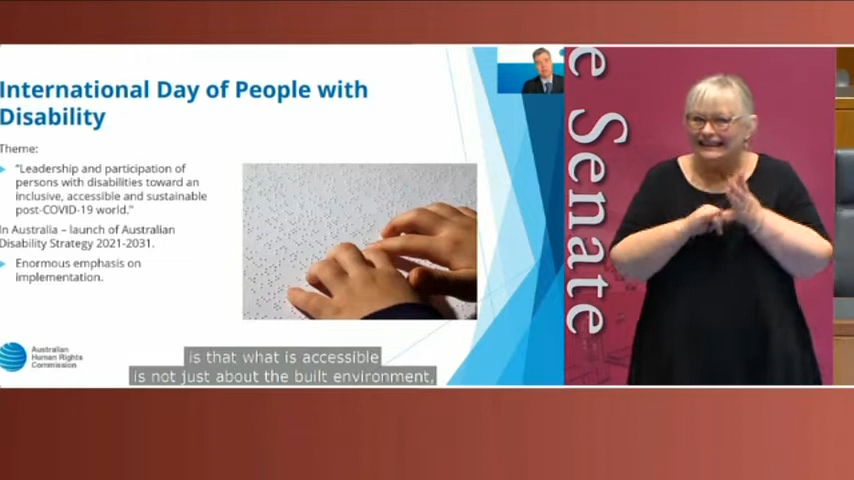 International Day of People with
Disability
Theme:
"Leadership and participation of
persons with disabilities toward an
inclusive, accessible and sustainable
post-COVID-19 world."
In Australia – launch of Australian
Disability Strategy 2021-2031.
Enormous emphasis on
implementation.
Australian
Human Rights
Commission
is that what is accessible
is not just about the built environment,
e Senate